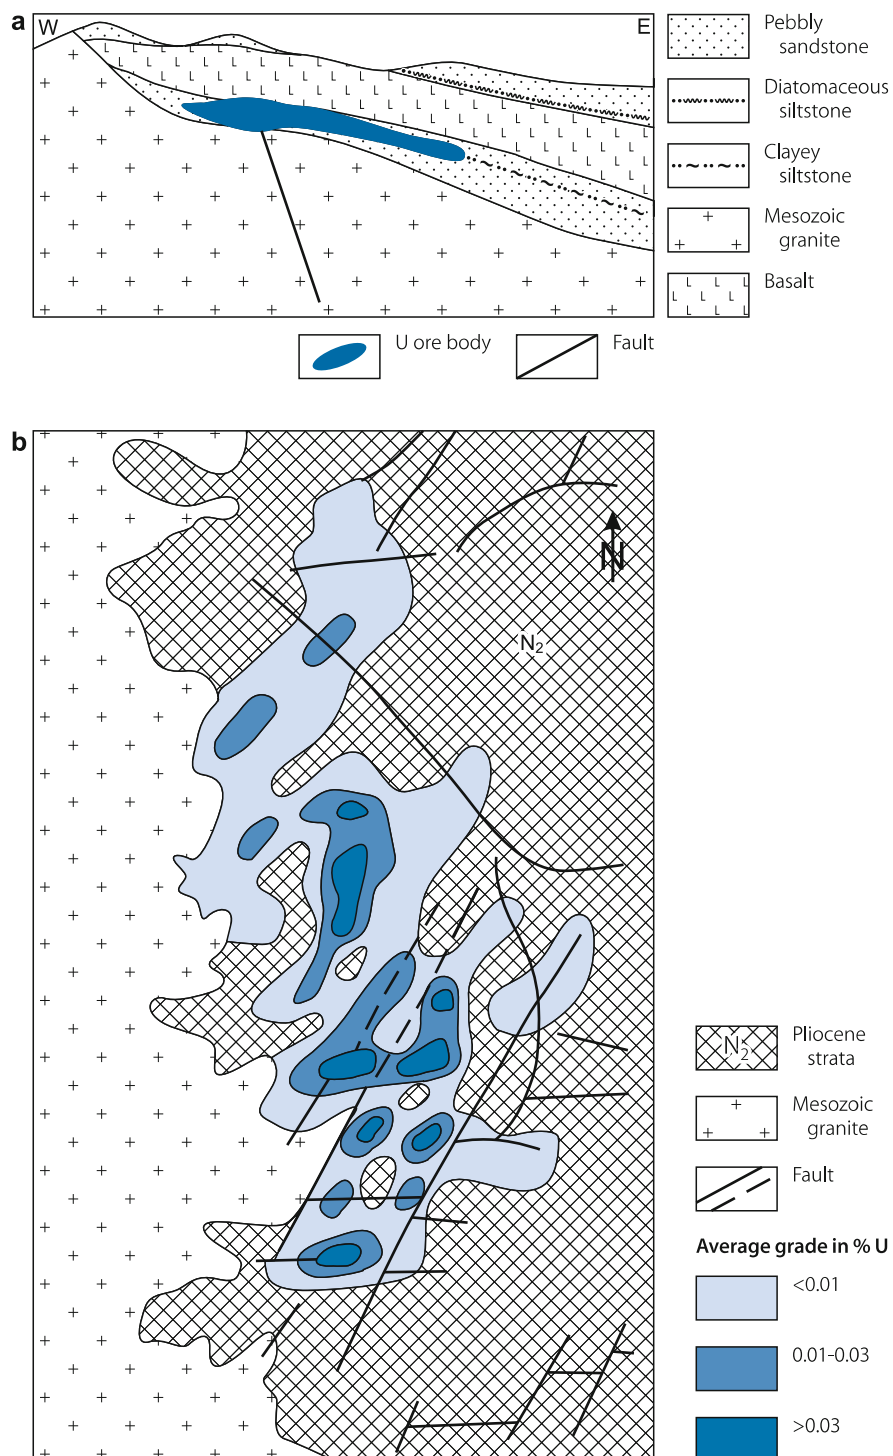 a
W
E
Pebbly
sandstone
Diatomaceous
siltstone
Clayey
siltstone
Mesozoic
granite
Basalt
U ore body
Fault
b
N
N₂
N₂
Pliocene
strata
Mesozoic
granite
Fault
Average grade in % U
<0.01
0.01-0.03
>0.03